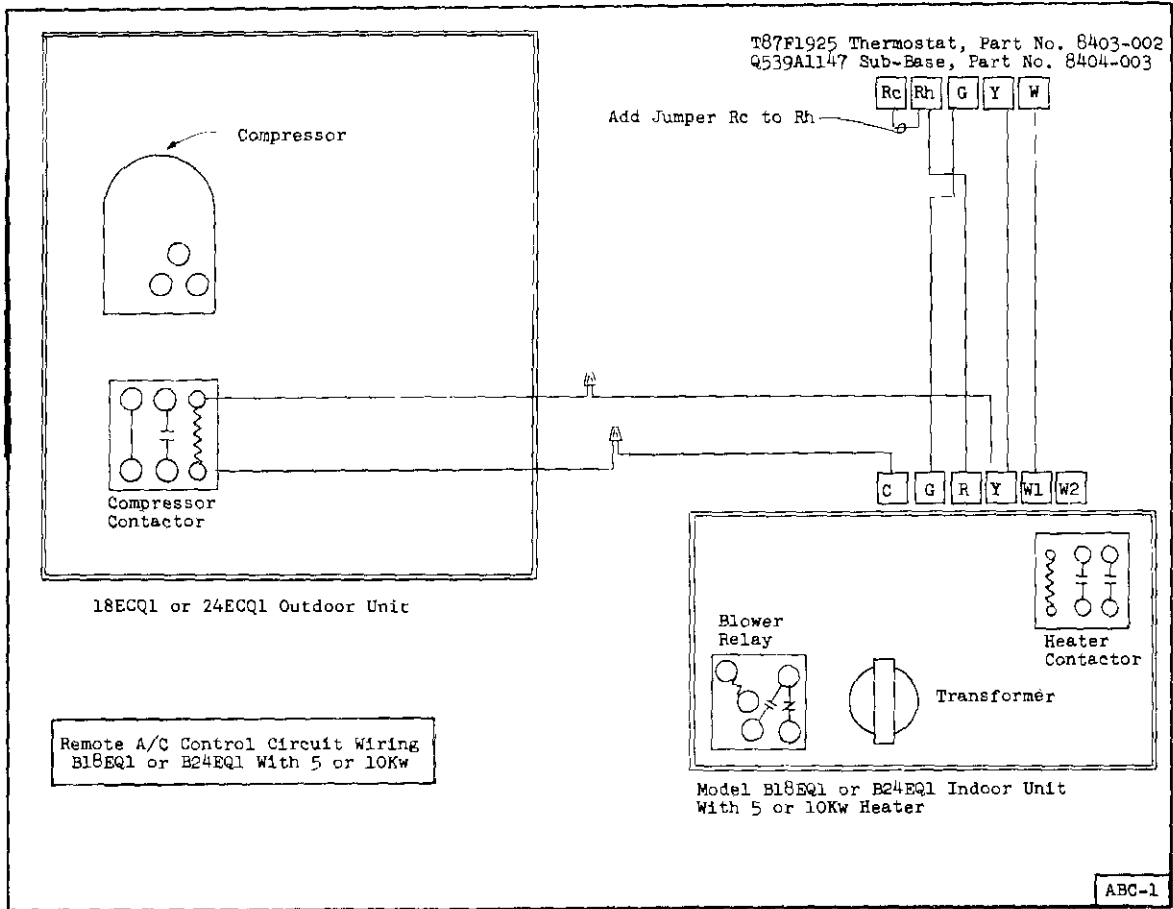 T87F1925 Thermostat, Part No. 8403-002
Q539A1147 Sub-Base, Part No. 8404-003
Rc Rh G Y W
Add Jumper Rc to Rh
Compressor
Compressor
Contactor
C G R Y W1 W2
18ECQ1 or 24ECQ1 Outdoor Unit
Blower
Relay
Heater
Contactor
Transformer
Remote A/C Control Circuit Wiring
B18EQ1 or B24EQ1 With 5 or 10Kw
Model B18EQ1 or B24EQ1 Indoor Unit
With 5 or 10Kw Heater
ABC-1